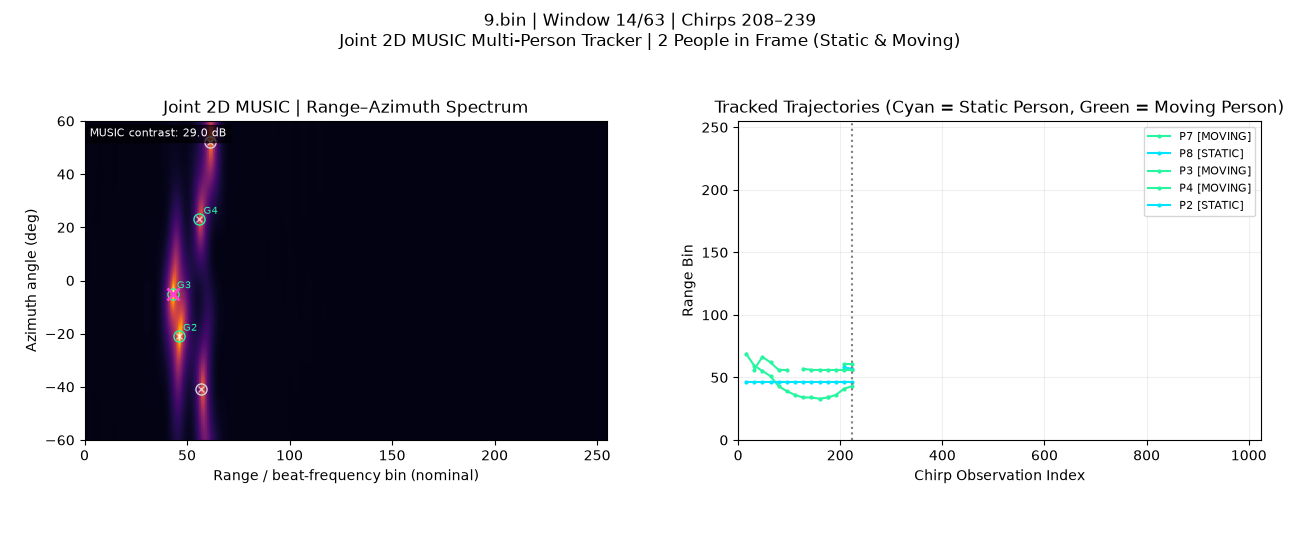 9.bin | Window 14/63 | Chirps 208–239
Joint 2D MUSIC Multi-Person Tracker | 2 People in Frame (Static & Moving)
Joint 2D MUSIC | Range–Azimuth Spectrum
MUSIC contrast: 29.0 dB
G4
G3
G2
60
40
20
0
−20
−40
−60
Azimuth angle (deg)
0
50
100
150
200
250
Range / beat-frequency bin (nominal)
Tracked Trajectories (Cyan = Static Person, Green = Moving Person)
P7 [MOVING]
P8 [STATIC]
P3 [MOVING]
P4 [MOVING]
P2 [STATIC]
250
200
150
100
50
0
Range Bin
0
200
400
600
800
1000
Chirp Observation Index